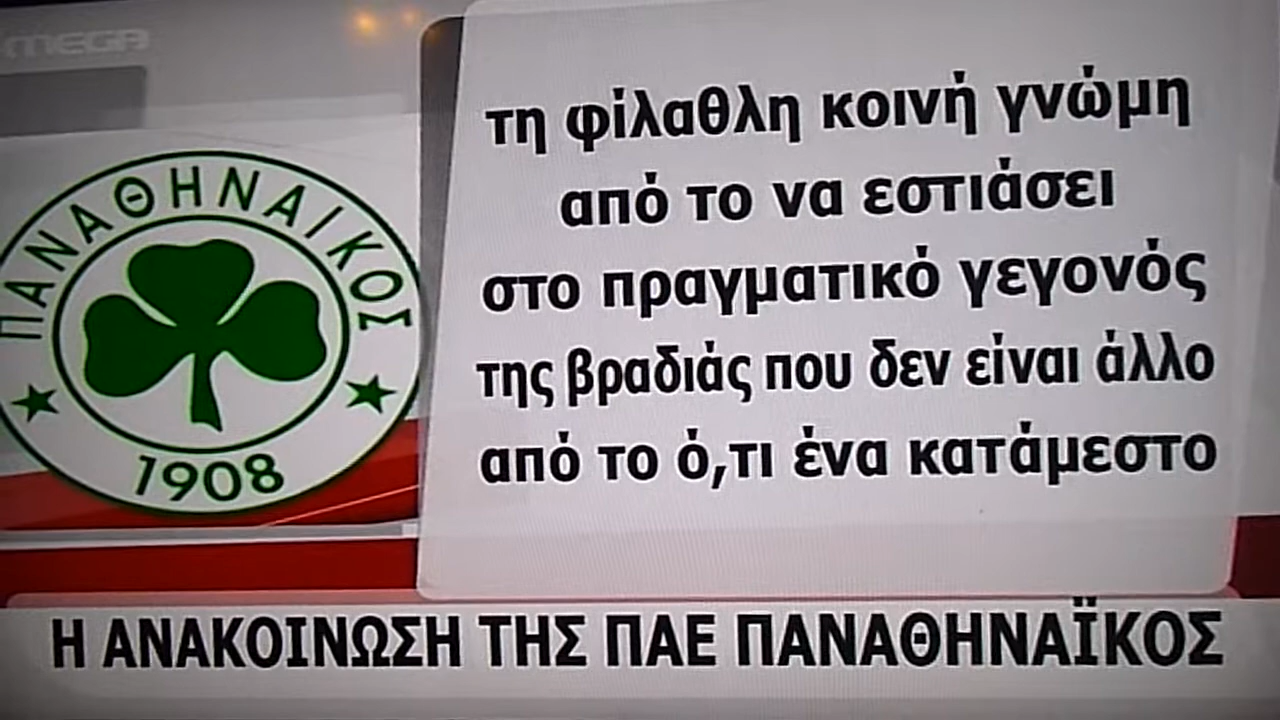 MEGA
ΠΑΝΑΘΗΝΑΙΚΟΣ
1908
τη φίλαθλη κοινή γνώμη
από το να εστιάσει
στο πραγματικό γεγονός
της βραδιάς που δεν είναι άλλο
από το ό,τι ένα κατάμεστο
Η ΑΝΑΚΟΙΝΩΣΗ ΤΗΣ ΠΑΕ ΠΑΝΑΘΗΝΑΪΚΟΣ